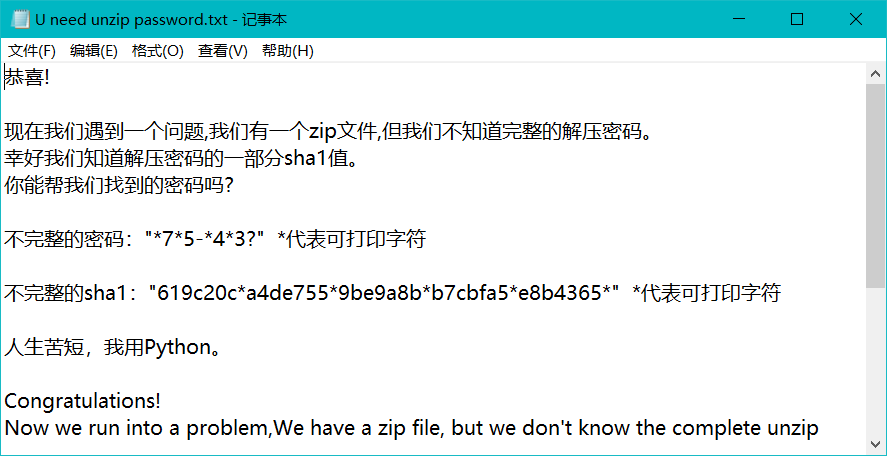 U need unzip password.txt - 记事本
文件(F) 编辑(E) 格式(O) 查看(V) 帮助(H)
恭喜!
现在我们遇到一个问题,我们有一个zip文件,但我们不知道完整的解压密码。
幸好我们知道解压密码的一部分sha1值。
你能帮我们找到的密码吗?
不完整的密码："*7*5-*4*3?" *代表可打印字符
不完整的sha1："619c20c*a4de755*9be9a8b*b7cbfa5*e8b4365*" *代表可打印字符
人生苦短，我用Python。
Congratulations!
Now we run into a problem,We have a zip file, but we don't know the complete unzip